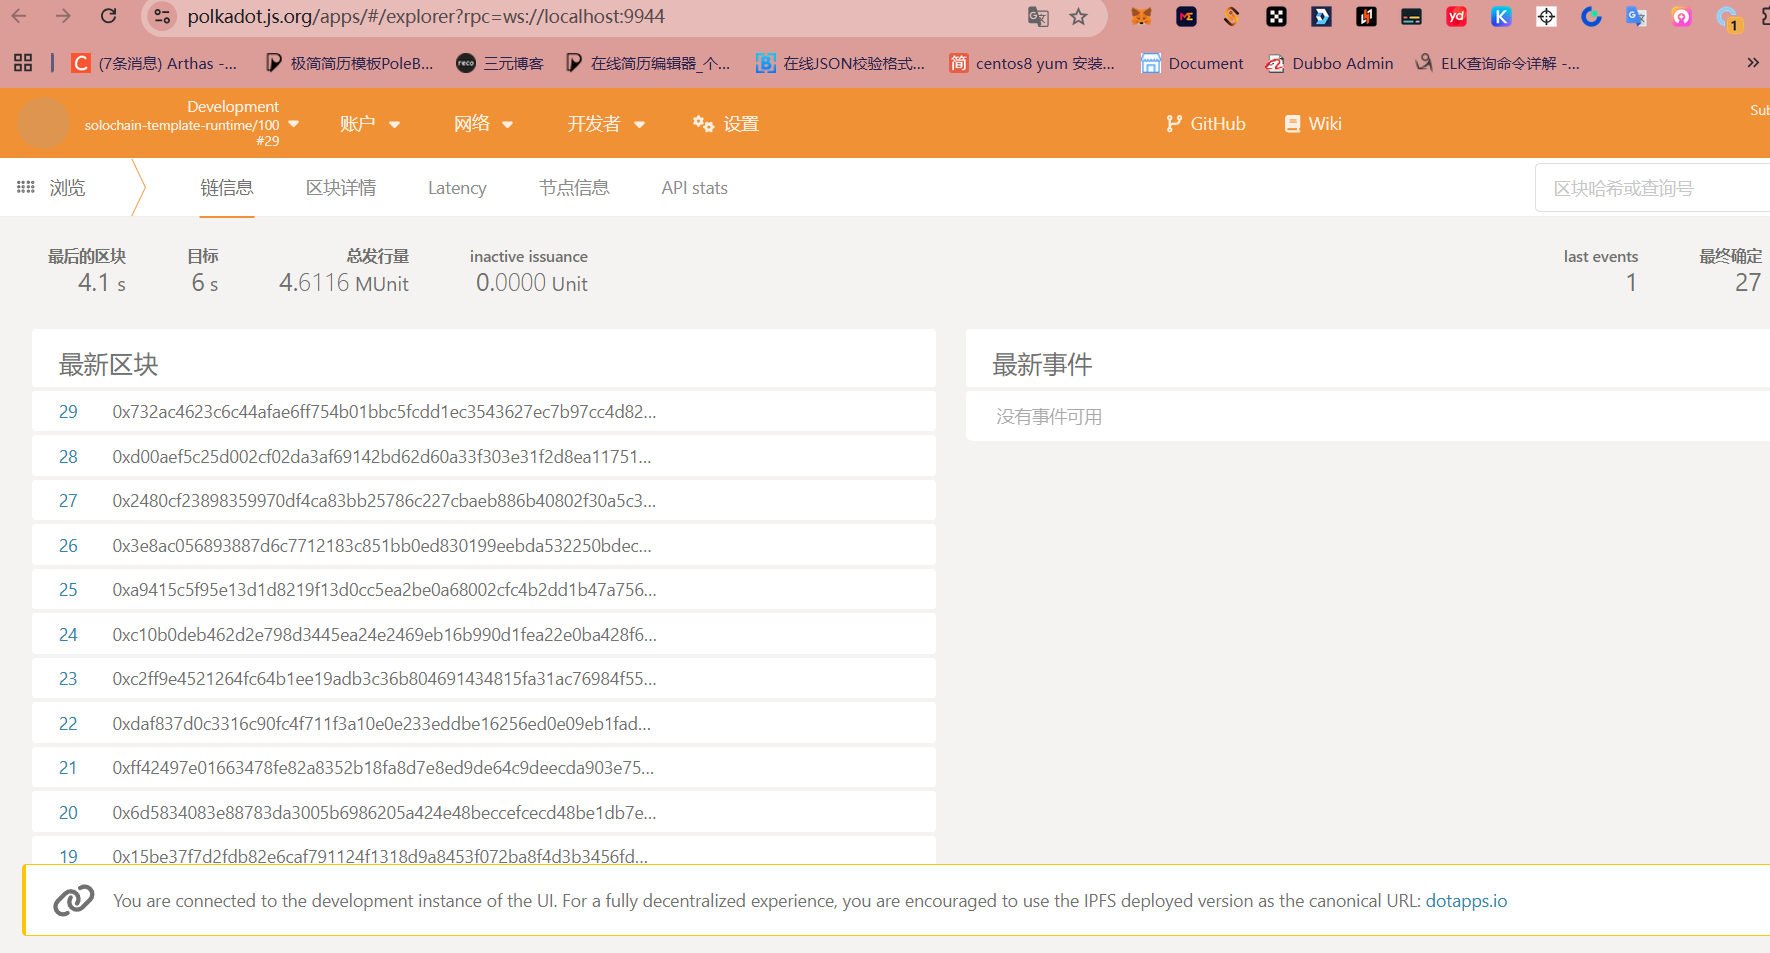 polkadot.js.org/apps/#/explorer?rpc=ws://localhost:9944
(7条消息) Arthas -... 极简简历模板PoleB... 三元博客 在线简历编辑器_个... 在线JSON校验格式... centos8 yum 安装... Document Dubbo Admin ELK查询命令详解 -...
Development
solochain-template-runtime/100
#29
账户 网络 开发者 设置 GitHub Wiki Sub
浏览 链信息 区块详情 Latency 节点信息 API stats 区块哈希或查询号
最后的区块 目标 总发行量 inactive issuance last events 最终确定
4.1 s 6 s 4.6116 MUnit 0.0000 Unit 1 27
最新区块
29 0x732ac4623c6c44afae6ff754b01bbc5fcdd1ec3543627ec7b97cc4d82...
28 0xd00aef5c25d002cf02da3af69142bd62d60a33f303e31f2d8ea11751...
27 0x2480cf23898359970df4ca83bb25786c227cbaeb886b40802f30a5c3...
26 0x3e8ac056893887d6c7712183c851bb0ed830199eebda532250bdec...
25 0xa9415c5f95e13d1d8219f13d0cc5ea2be0a68002cfc4b2dd1b47a756...
24 0xc10b0deb462d2e798d3445ea24e2469eb16b990d1fea22e0ba428f6...
23 0xc2ff9e4521264fc64b1ee19adb3c36b804691434815fa31ac76984f55...
22 0xdaf837d0c3316c90fc4f711f3a10e0e233eddbe16256ed0e09eb1fad...
21 0xff42497e01663478fe82a8352b18fa8d7e8ed9de64c9deecda903e75...
20 0x6d5834083e88783da3005b6986205a424e48beccefcecd48be1db7e...
19 0x15be37f7d2fdb82e6caf791124f1318d9a8453f072ba8f4d3b3456fd...
最新事件
没有事件可用
You are connected to the development instance of the UI. For a fully decentralized experience, you are encouraged to use the IPFS deployed version as the canonical URL: dotapps.io